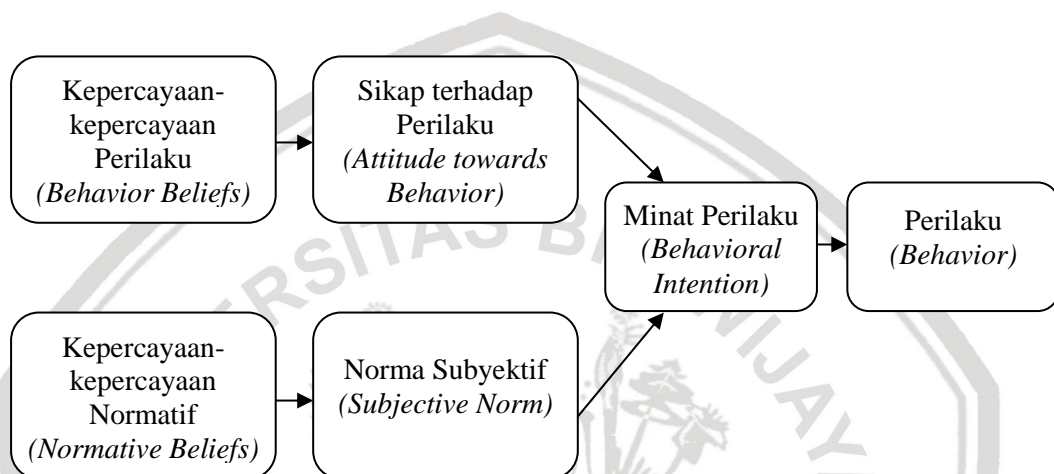 Kepercayaan-
kepercayaan
Perilaku
(Behavior Beliefs)
Sikap terhadap
Perilaku
(Attitude towards
Behavior)
Minat Perilaku
(Behavioral
Intention)
Perilaku
(Behavior)
Kepercayaan-
kepercayaan
Normatif
(Normative Beliefs)
Norma Subyektif
(Subjective Norm)